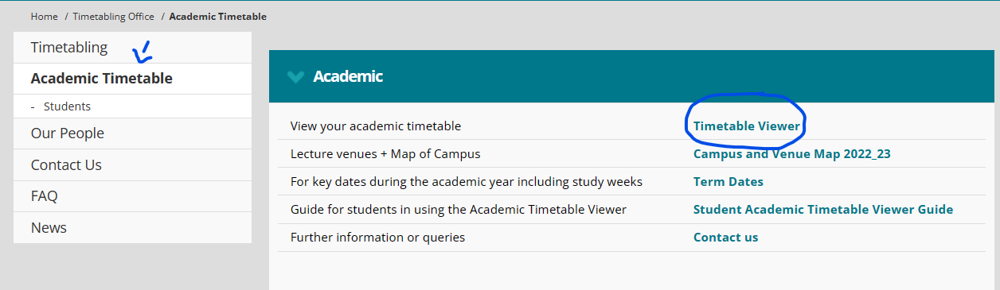 Home / Timetabling Office / Academic Timetable
Timetabling
Academic Timetable
- Students
Our People
Contact Us
FAQ
News
Academic
View your academic timetable Timetable Viewer
Lecture venues + Map of Campus Campus and Venue Map 2022_23
For key dates during the academic year including study weeks Term Dates
Guide for students in using the Academic Timetable Viewer Student Academic Timetable Viewer Guide
Further information or queries Contact us